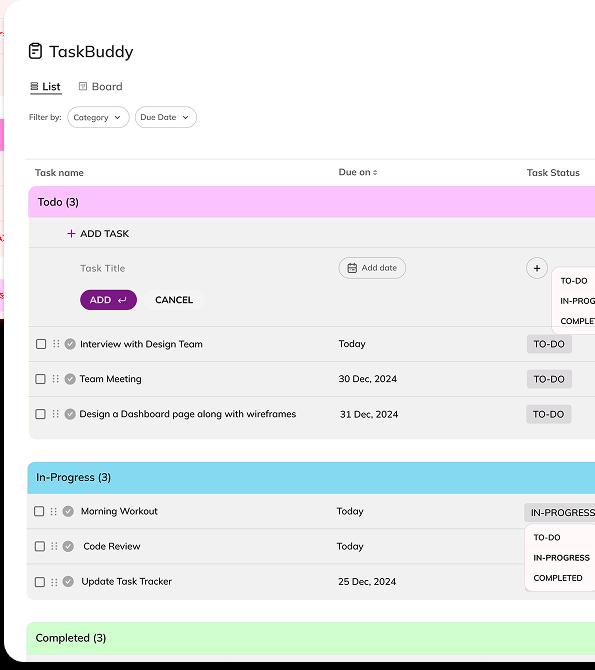 TaskBuddy
List Board
Filter by: Category Due Date
Task name Due on Task Status
Todo (3)
+ ADD TASK
Task Title Add date +
TO-DO
IN-PROG
COMPLET
ADD CANCEL
Interview with Design Team Today TO-DO
Team Meeting 30 Dec, 2024 TO-DO
Design a Dashboard page along with wireframes 31 Dec, 2024 TO-DO
In-Progress (3)
Morning Workout Today IN-PROGRESS
TO-DO
Code Review Today
IN-PROGRESS
COMPLETED
Update Task Tracker 25 Dec, 2024
Completed (3)